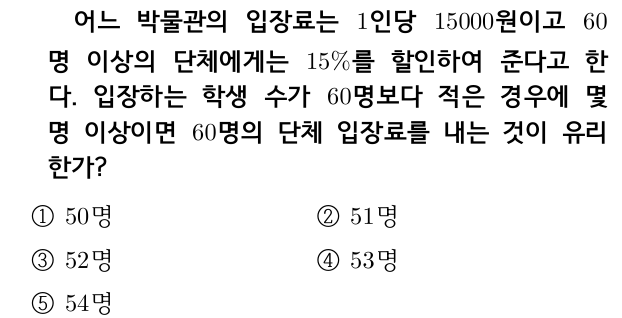 어느 박물관의 입장료는 1인당 15000원이고 60
명 이상의 단체에게는 15%를 할인하여 준다고 한
다. 입장하는 학생 수가 60명보다 적은 경우에 몇
명 이상이면 60명의 단체 입장료를 내는 것이 유리
한가?
① 50명 ② 51명
③ 52명 ④ 53명
⑤ 54명